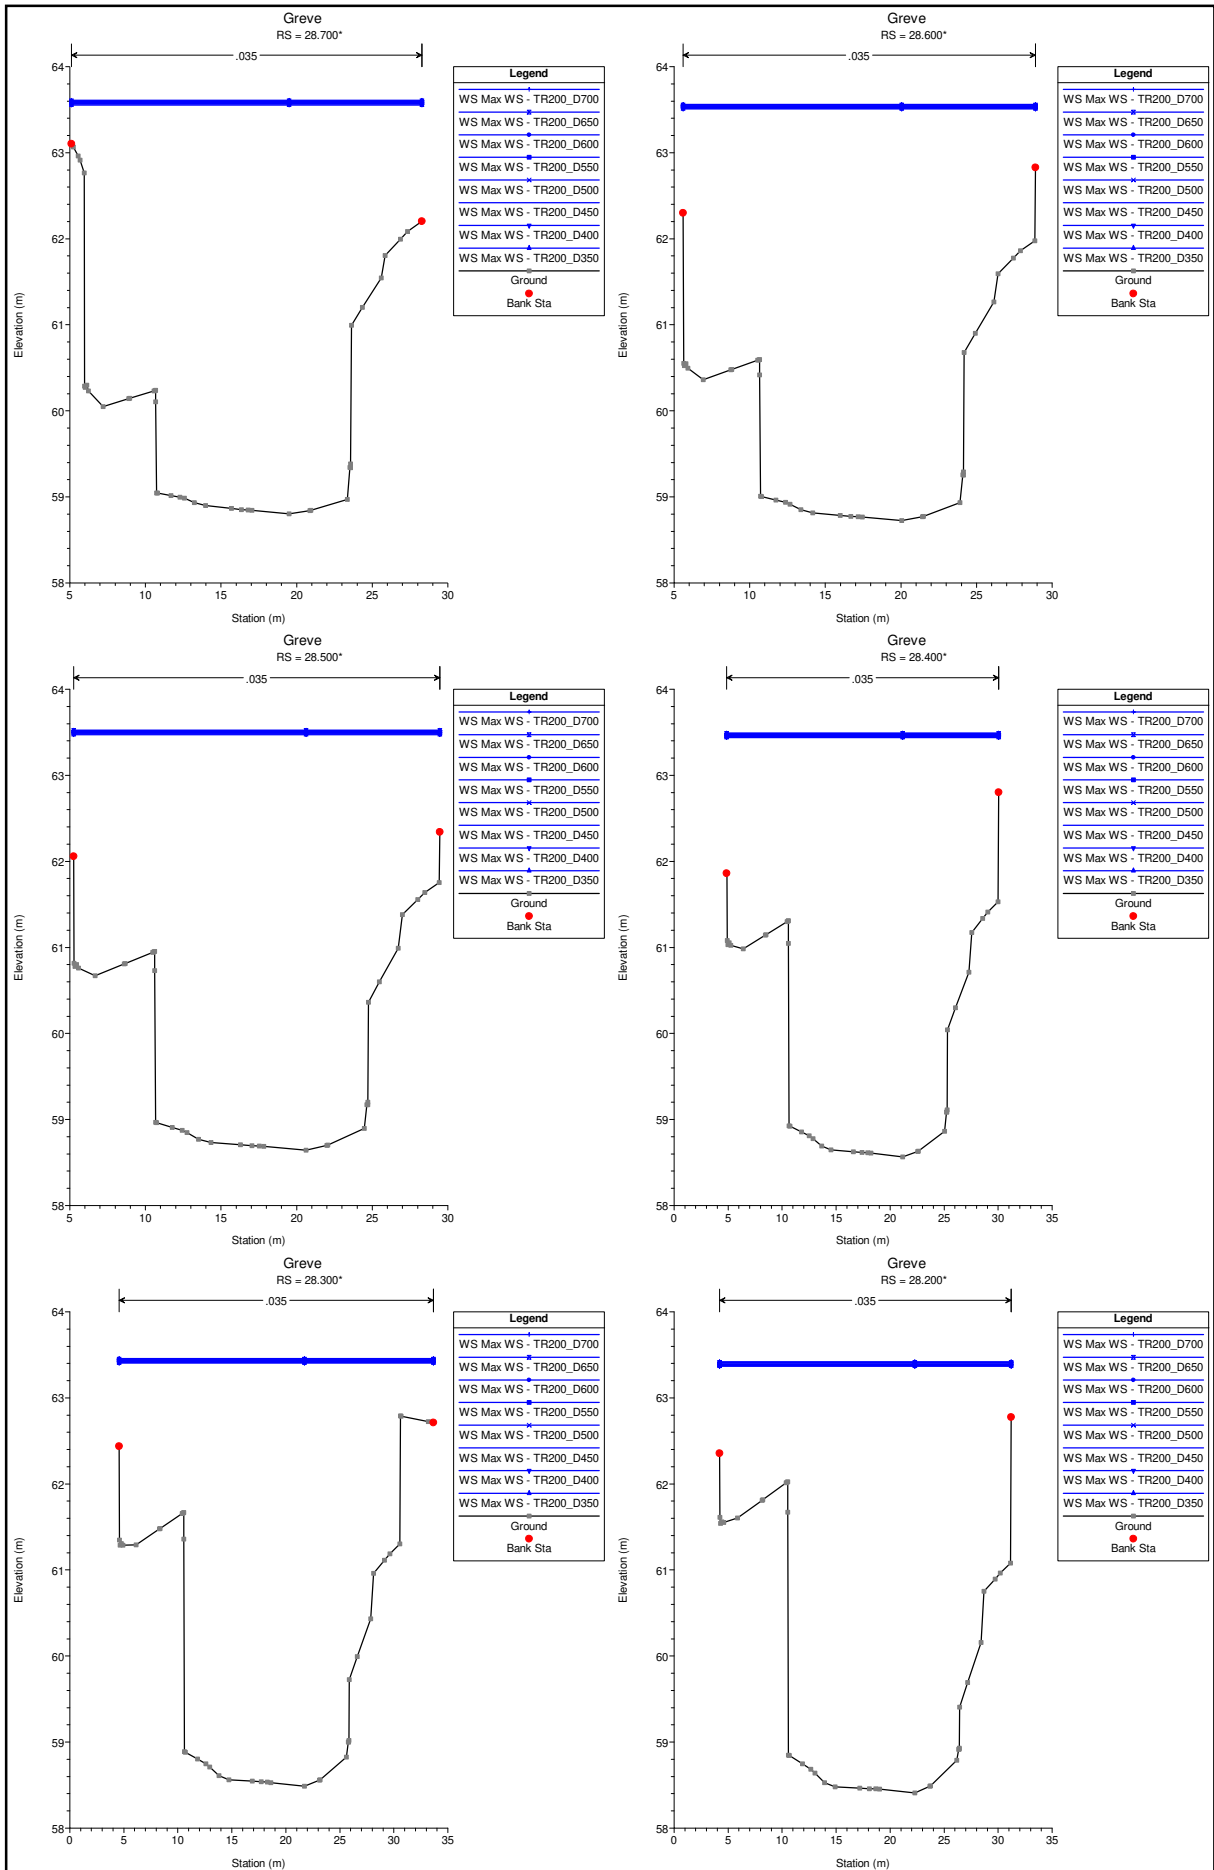 Greve
RS = 28.700*
.035
Elevation (m)
64
63
62
61
60
59
58
5
10
15
20
25
30
Station (m)
Legend
WS Max WS - TR200_D700
WS Max WS - TR200_D650
WS Max WS - TR200_D600
WS Max WS - TR200_D550
WS Max WS - TR200_D500
WS Max WS - TR200_D450
WS Max WS - TR200_D400
WS Max WS - TR200_D350
Ground
Bank Sta
Greve
RS = 28.600*
.035
Elevation (m)
64
63
62
61
60
59
58
5
10
15
20
25
30
Station (m)
Legend
WS Max WS - TR200_D700
WS Max WS - TR200_D650
WS Max WS - TR200_D600
WS Max WS - TR200_D550
WS Max WS - TR200_D500
WS Max WS - TR200_D450
WS Max WS - TR200_D400
WS Max WS - TR200_D350
Ground
Bank Sta
Greve
RS = 28.500*
.035
Elevation (m)
64
63
62
61
60
59
58
5
10
15
20
25
30
Station (m)
Legend
WS Max WS - TR200_D700
WS Max WS - TR200_D650
WS Max WS - TR200_D600
WS Max WS - TR200_D550
WS Max WS - TR200_D500
WS Max WS - TR200_D450
WS Max WS - TR200_D400
WS Max WS - TR200_D350
Ground
Bank Sta
Greve
RS = 28.400*
.035
Elevation (m)
64
63
62
61
60
59
58
0
5
10
15
20
25
30
35
Station (m)
Legend
WS Max WS - TR200_D700
WS Max WS - TR200_D650
WS Max WS - TR200_D600
WS Max WS - TR200_D550
WS Max WS - TR200_D500
WS Max WS - TR200_D450
WS Max WS - TR200_D400
WS Max WS - TR200_D350
Ground
Bank Sta
Greve
RS = 28.300*
.035
Elevation (m)
64
63
62
61
60
59
58
0
5
10
15
20
25
30
35
Station (m)
Legend
WS Max WS - TR200_D700
WS Max WS - TR200_D650
WS Max WS - TR200_D600
WS Max WS - TR200_D550
WS Max WS - TR200_D500
WS Max WS - TR200_D450
WS Max WS - TR200_D400
WS Max WS - TR200_D350
Ground
Bank Sta
Greve
RS = 28.200*
.035
Elevation (m)
64
63
62
61
60
59
58
0
5
10
15
20
25
30
35
Station (m)
Legend
WS Max WS - TR200_D700
WS Max WS - TR200_D650
WS Max WS - TR200_D600
WS Max WS - TR200_D550
WS Max WS - TR200_D500
WS Max WS - TR200_D450
WS Max WS - TR200_D400
WS Max WS - TR200_D350
Ground
Bank Sta